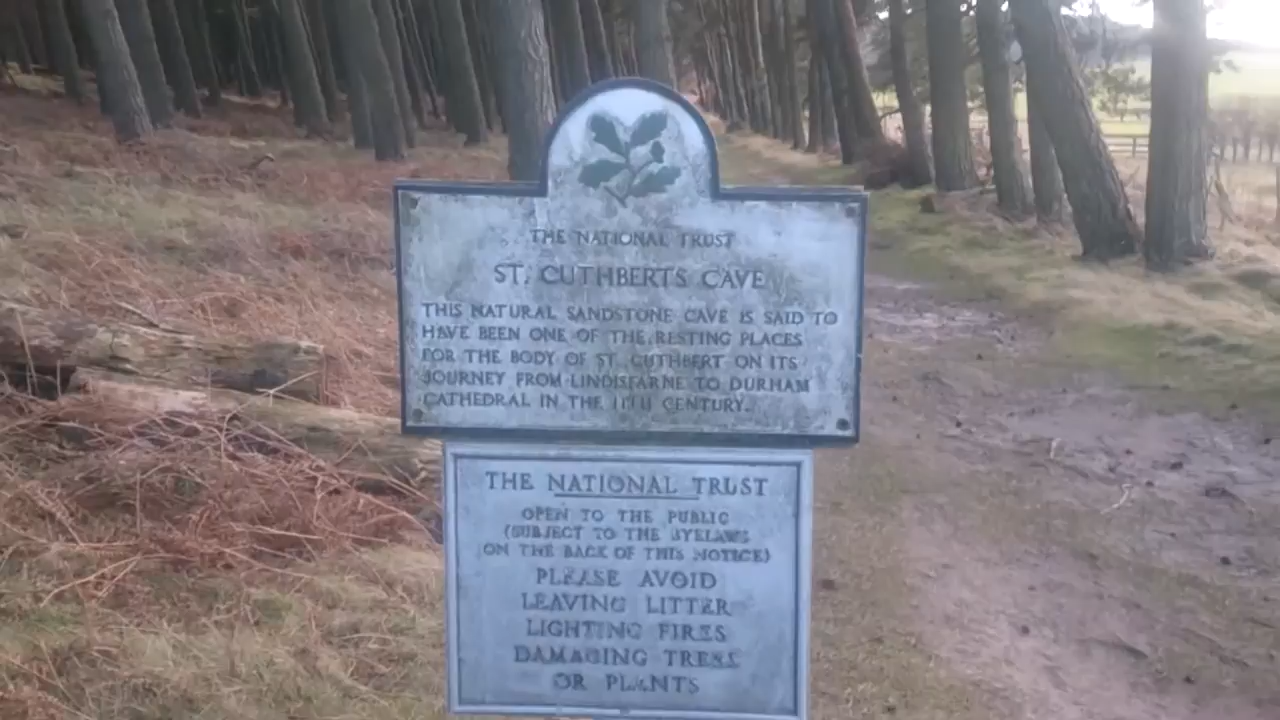 THE NATIONAL TRUST
ST. CUTHBERTS CAVE
THIS NATURAL SANDSTONE CAVE IS SAID TO
HAVE BEEN ONE OF THE RESTING PLACES
FOR THE BODY OF ST. CUTHBERT ON ITS
JOURNEY FROM LINDISFARNE TO DURHAM
CATHEDRAL IN THE 11TH CENTURY.
THE NATIONAL TRUST
OPEN TO THE PUBLIC
(SUBJECT TO THE BYELAWS
ON THE BACK OF THIS NOTICE)
PLEASE AVOID
LEAVING LITTER
LIGHTING FIRES
DAMAGING TREES
OR PLANTS